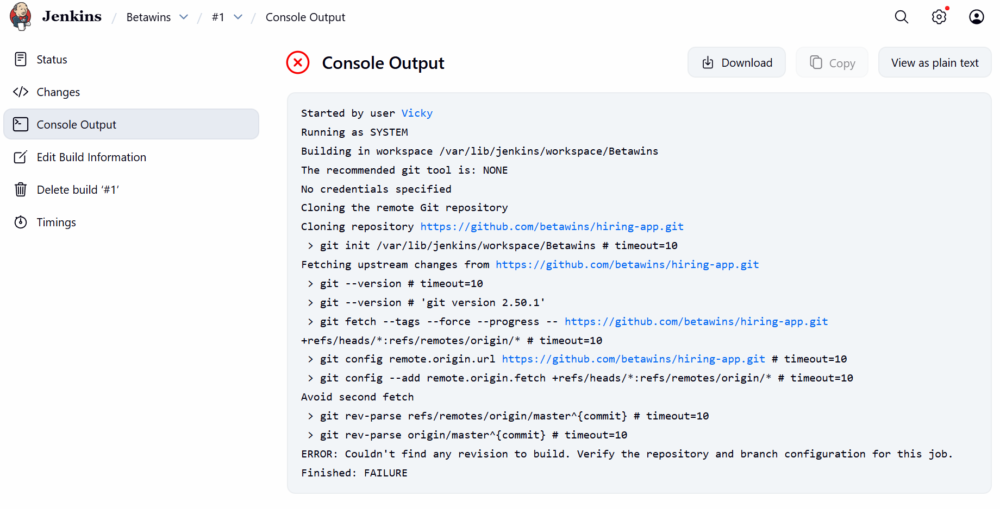 Jenkins / Betawins / #1 / Console Output
Status
Changes
Console Output
Edit Build Information
Delete build ‘#1’
Timings
Console Output
Download
Copy
View as plain text
Started by user Vicky
Running as SYSTEM
Building in workspace /var/lib/jenkins/workspace/Betawins
The recommended git tool is: NONE
No credentials specified
Cloning the remote Git repository
Cloning repository https://github.com/betawins/hiring-app.git
 > git init /var/lib/jenkins/workspace/Betawins # timeout=10
Fetching upstream changes from https://github.com/betawins/hiring-app.git
 > git --version # timeout=10
 > git --version # 'git version 2.50.1'
 > git fetch --tags --force --progress -- https://github.com/betawins/hiring-app.git
+refs/heads/*:refs/remotes/origin/* # timeout=10
 > git config remote.origin.url https://github.com/betawins/hiring-app.git # timeout=10
 > git config --add remote.origin.fetch +refs/heads/*:refs/remotes/origin/* # timeout=10
Avoid second fetch
 > git rev-parse refs/remotes/origin/master^{commit} # timeout=10
 > git rev-parse origin/master^{commit} # timeout=10
ERROR: Couldn't find any revision to build. Verify the repository and branch configuration for this job.
Finished: FAILURE